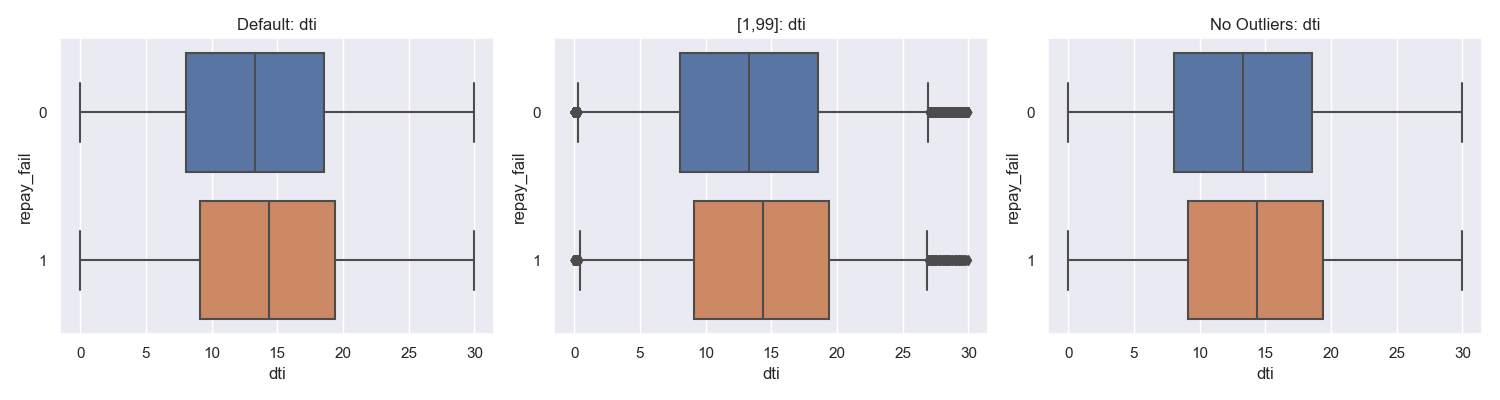 Default: dti
0
1
repay_fail
0 5 10 15 20 25 30
dti
[1,99]: dti
0
1
repay_fail
0 5 10 15 20 25 30
dti
No Outliers: dti
0
1
repay_fail
0 5 10 15 20 25 30
dti